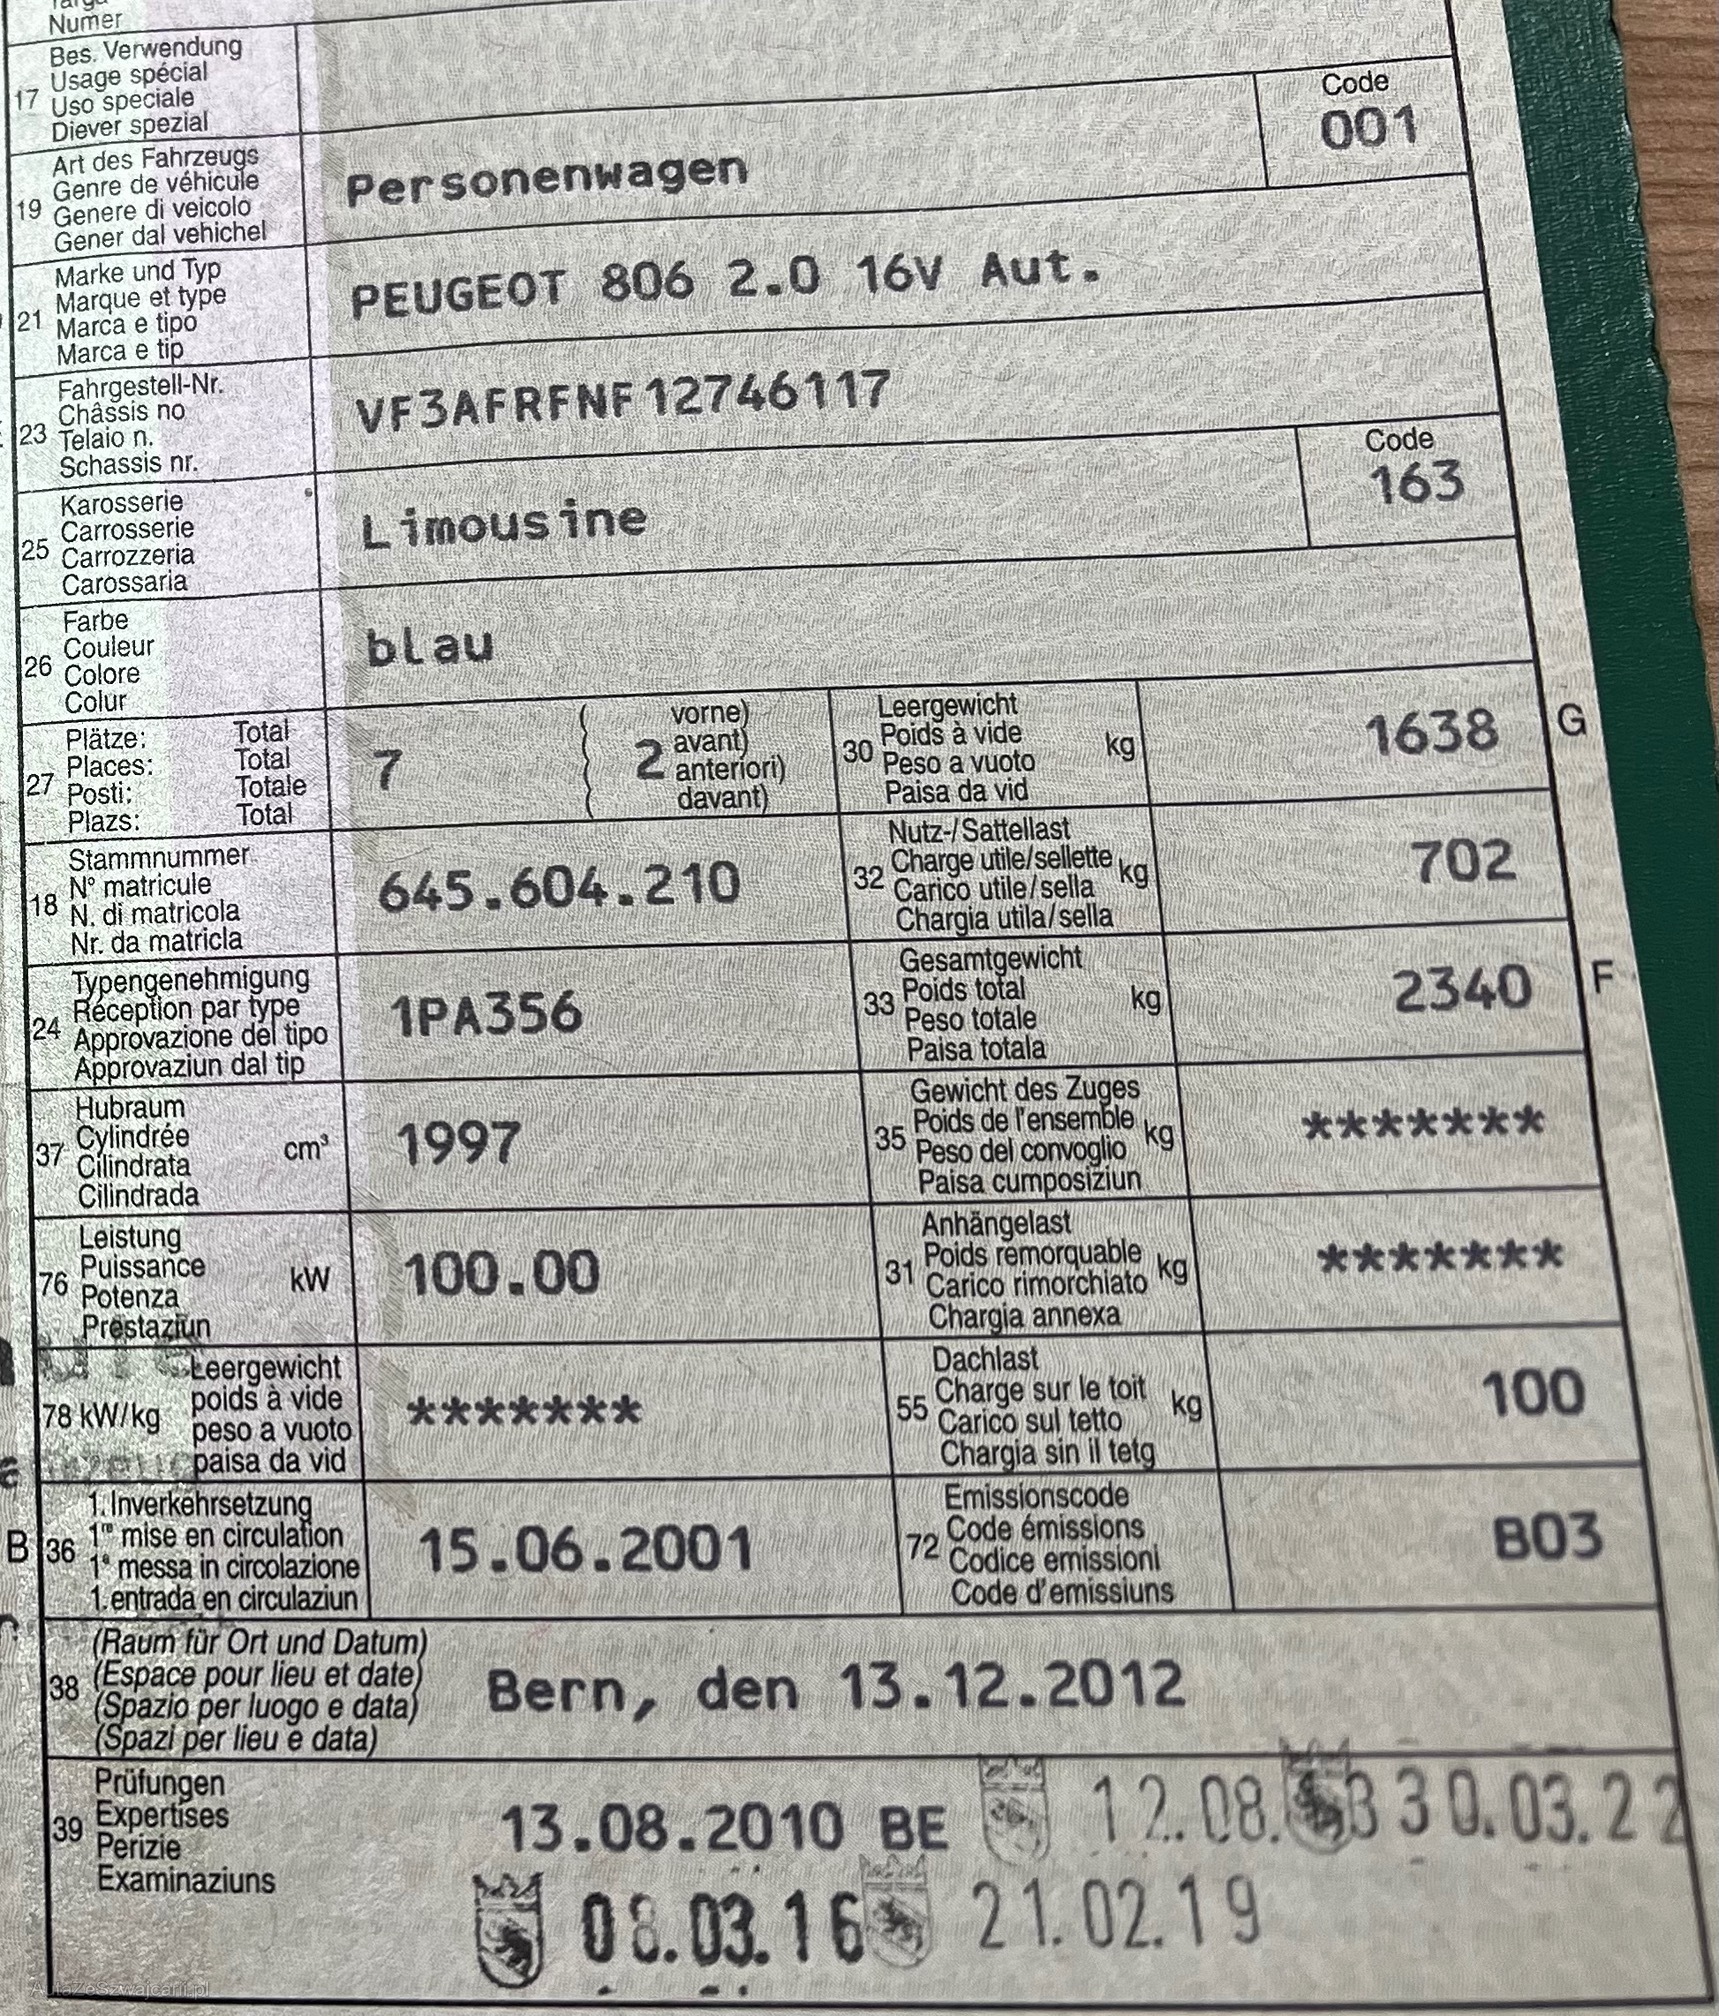 Targa
Numer
17 Bes. Verwendung
Usage spécial
Uso speciale
Diever spezial
19 Art des Fahrzeugs
Genre de véhicule
Genere di veicolo
Gener dal vehichel
Personenwagen
Code
001
21 Marke und Typ
Marque et type
Marca e tipo
Marca e tip
PEUGEOT 806 2.0 16V Aut.
23 Fahrgestell-Nr.
Châssis no
Telaio n.
Schassis nr.
VF3AFRFNF12746117
25 Karosserie
Carrosserie
Carrozzeria
Carossaria
Limousine
Code
163
26 Farbe
Couleur
Colore
Colur
blau
27 Plätze: Total
Places: Total
Posti: Totale
Plazs: Total
7
( 2 vorne)
avant)
anteriori)
davant)
30 Leergewicht
Poids à vide kg
Peso a vuoto
Paisa da vid
1638 G
18 Stammnummer
N° matricule
N. di matricola
Nr. da matricla
645.604.210
32 Nutz-/Sattellast
Charge utile/sellette kg
Carico utile/sella
Chargia utila/sella
702
24 Typengenehmigung
Réception par type
Approvazione del tipo
Approvaziun dal tip
1PA356
33 Gesamtgewicht
Poids total kg
Peso totale
Paisa totala
2340 F
37 Hubraum
Cylindrée cm³
Cilindrata
Cilindrada
1997
35 Gewicht des Zuges
Poids de l'ensemble kg
Peso del convoglio
Paisa cumposiziun
*******
76 Leistung
Puissance kW
Potenza
Prestaziun
100.00
31 Anhängelast
Poids remorquable kg
Carico rimorchiato
Chargia annexa
*******
78 kW/kg Leergewicht
poids à vide
peso a vuoto
paisa da vid
*******
55 Dachlast
Charge sur le toit kg
Carico sul tetto
Chargia sin il tetg
100
B 36 1. Inverkehrsetzung
1re mise en circulation
1a messa in circolazione
1. entrada en circulaziun
15.06.2001
72 Emissionscode
Code émissions
Codice emissioni
Code d'emissiuns
B03
38 (Raum für Ort und Datum)
(Espace pour lieu et date)
(Spazio per luogo e data)
(Spazi per lieu e data)
Bern, den 13.12.2012
39 Prüfungen
Expertises
Perizie
Examinaziuns
13.08.2010 BE 12.08. 3 30.03.22
08.03.16 21.02.19
AutaZeSzwajcarii.pl